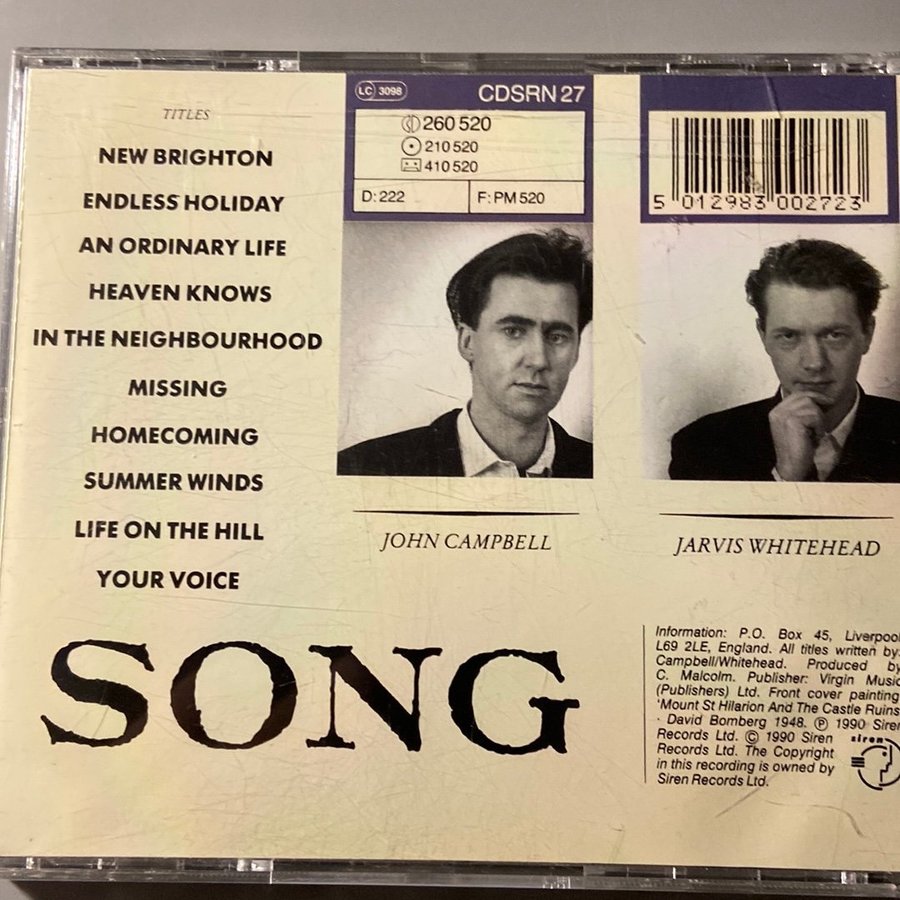 TITLES
NEW BRIGHTON
ENDLESS HOLIDAY
AN ORDINARY LIFE
HEAVEN KNOWS
IN THE NEIGHBOURHOOD
MISSING
HOMECOMING
SUMMER WINDS
LIFE ON THE HILL
YOUR VOICE
SONG
LC 3098
CDSRN 27
260 520
210 520
410 520
D: 222
F: PM 520
5 012983 002723
JOHN CAMPBELL
JARVIS WHITEHEAD
Information: P.O. Box 45, Liverpool
L69 2LE, England. All titles written by:
Campbell/Whitehead. Produced by
C. Malcolm. Publisher: Virgin Music
(Publishers) Ltd. Front cover painting
'Mount St Hilarion And The Castle Ruins
· David Bomberg 1948. ℗ 1990 Siren
Records Ltd. © 1990 Siren
Records Ltd. The Copyright
in this recording is owned by
Siren Records Ltd.
siren